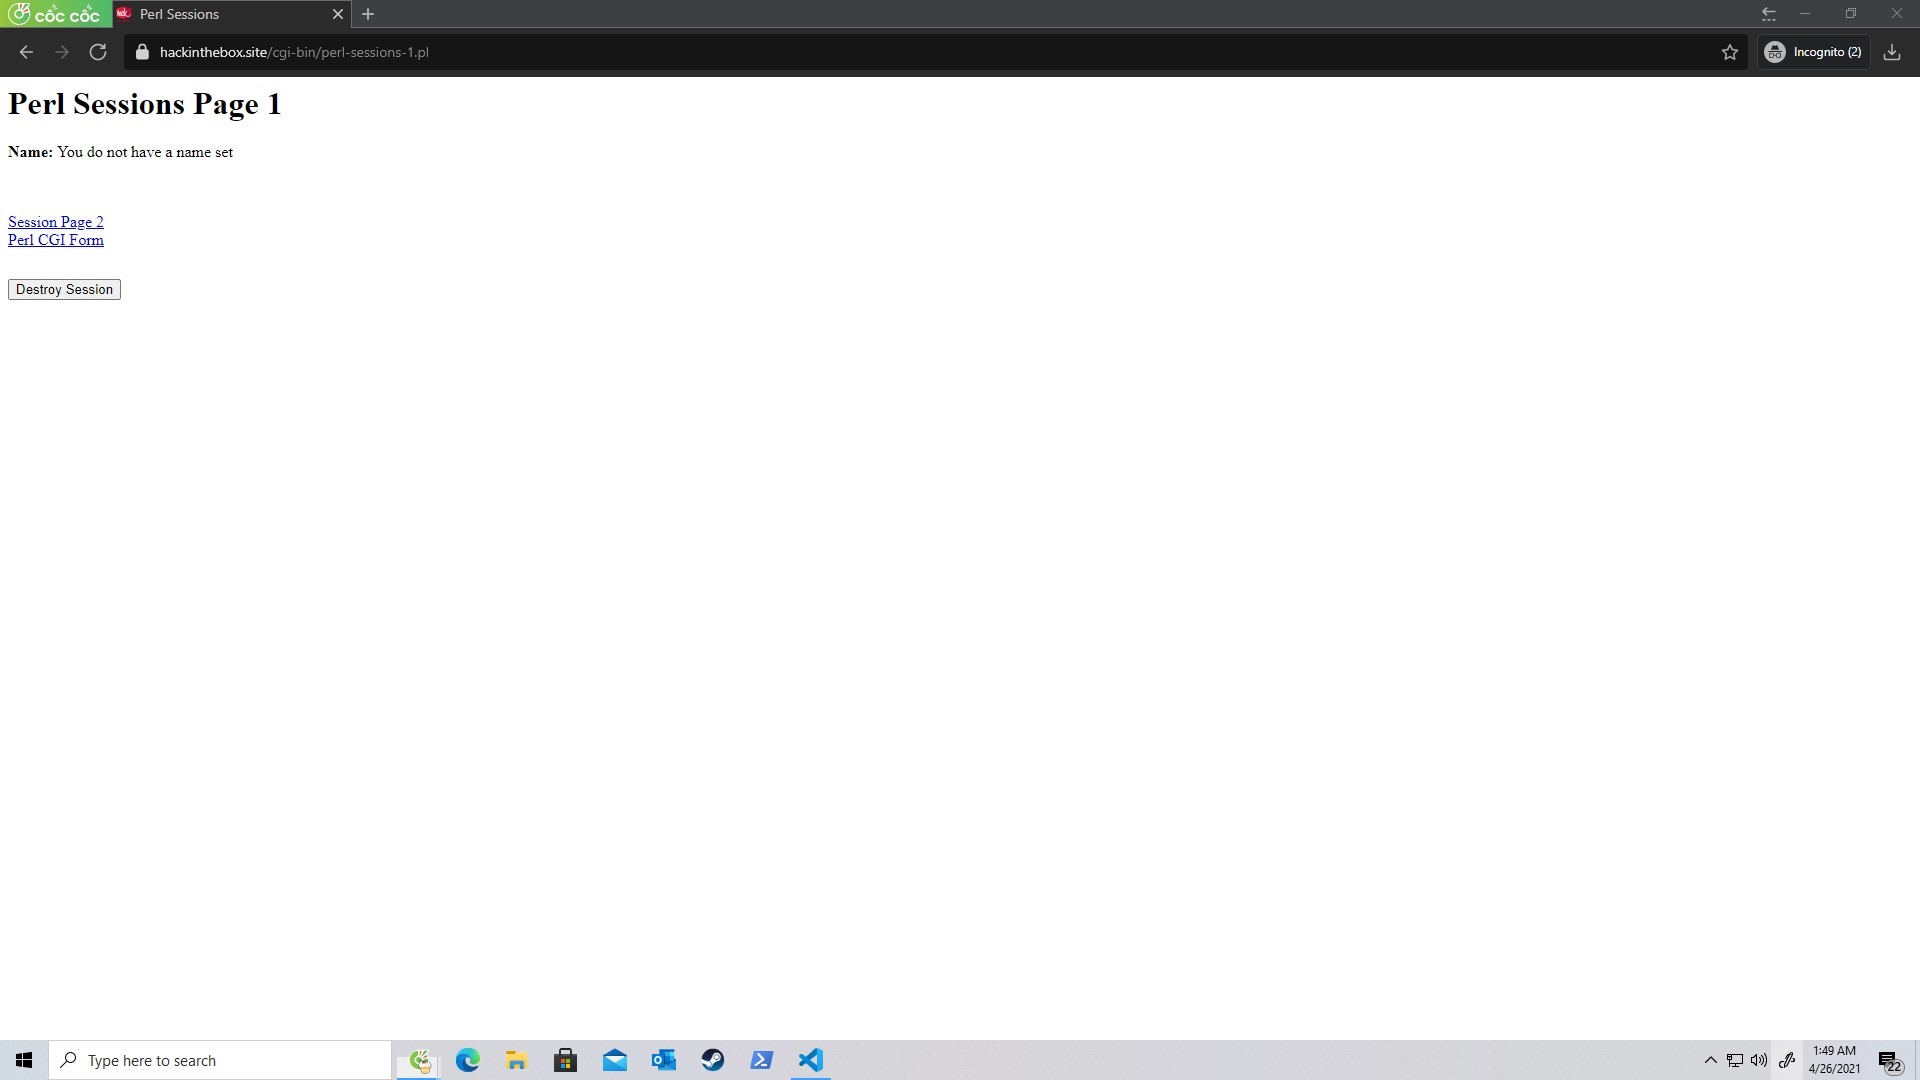 cốc cốc
Perl Sessions
hackinthebox.site/cgi-bin/perl-sessions-1.pl
Incognito (2)
Perl Sessions Page 1
Name: You do not have a name set
Session Page 2
Perl CGI Form
Destroy Session
Type here to search
1:49 AM
4/26/2021
22